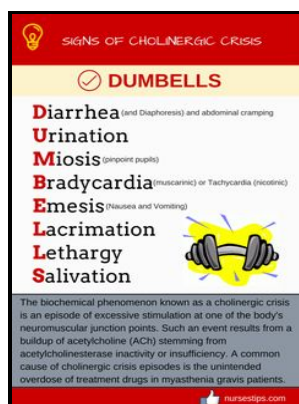 SIGNS OF CHOLINERGIC CRISIS
DUMBELLS
Diarrhea (and Diaphoresis) and abdominal cramping
Urination
Miosis (pinpoint pupils)
Bradycardia (muscarinic) or Tachycardia (nicotinic)
Emesis (Nausea and Vomiting)
Lacrimation
Lethargy
Salivation
The biochemical phenomenon known as a cholinergic crisis
is an episode of excessive stimulation at one of the body's
neuromuscular junction points. Such an event results from a
buildup of acetylcholine (ACh) stemming from
acetylcholinesterase inactivity or insufficiency. A common
cause of cholinergic crisis episodes is the unintended
overdose of treatment drugs in myasthenia gravis patients.
nursestips.com